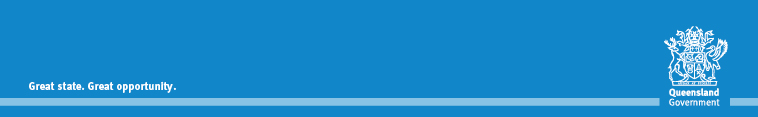 Great state. Great opportunity.
Queensland
Government